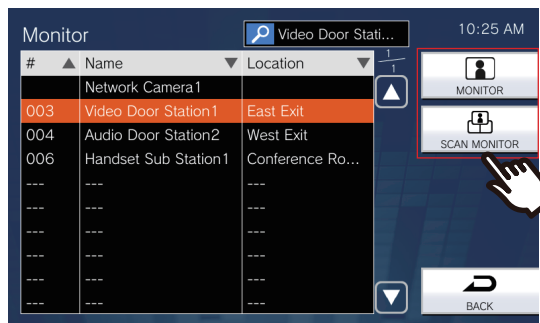 Monitor
Video Door Stati...
10:25 AM
# Name Location
1
1
Network Camera1
003 Video Door Station1 East Exit
004 Audio Door Station2 West Exit
006 Handset Sub Station1 Conference Ro...
--- --- ---
--- --- ---
--- --- ---
--- --- ---
--- --- ---
--- --- ---
MONITOR
SCAN MONITOR
BACK